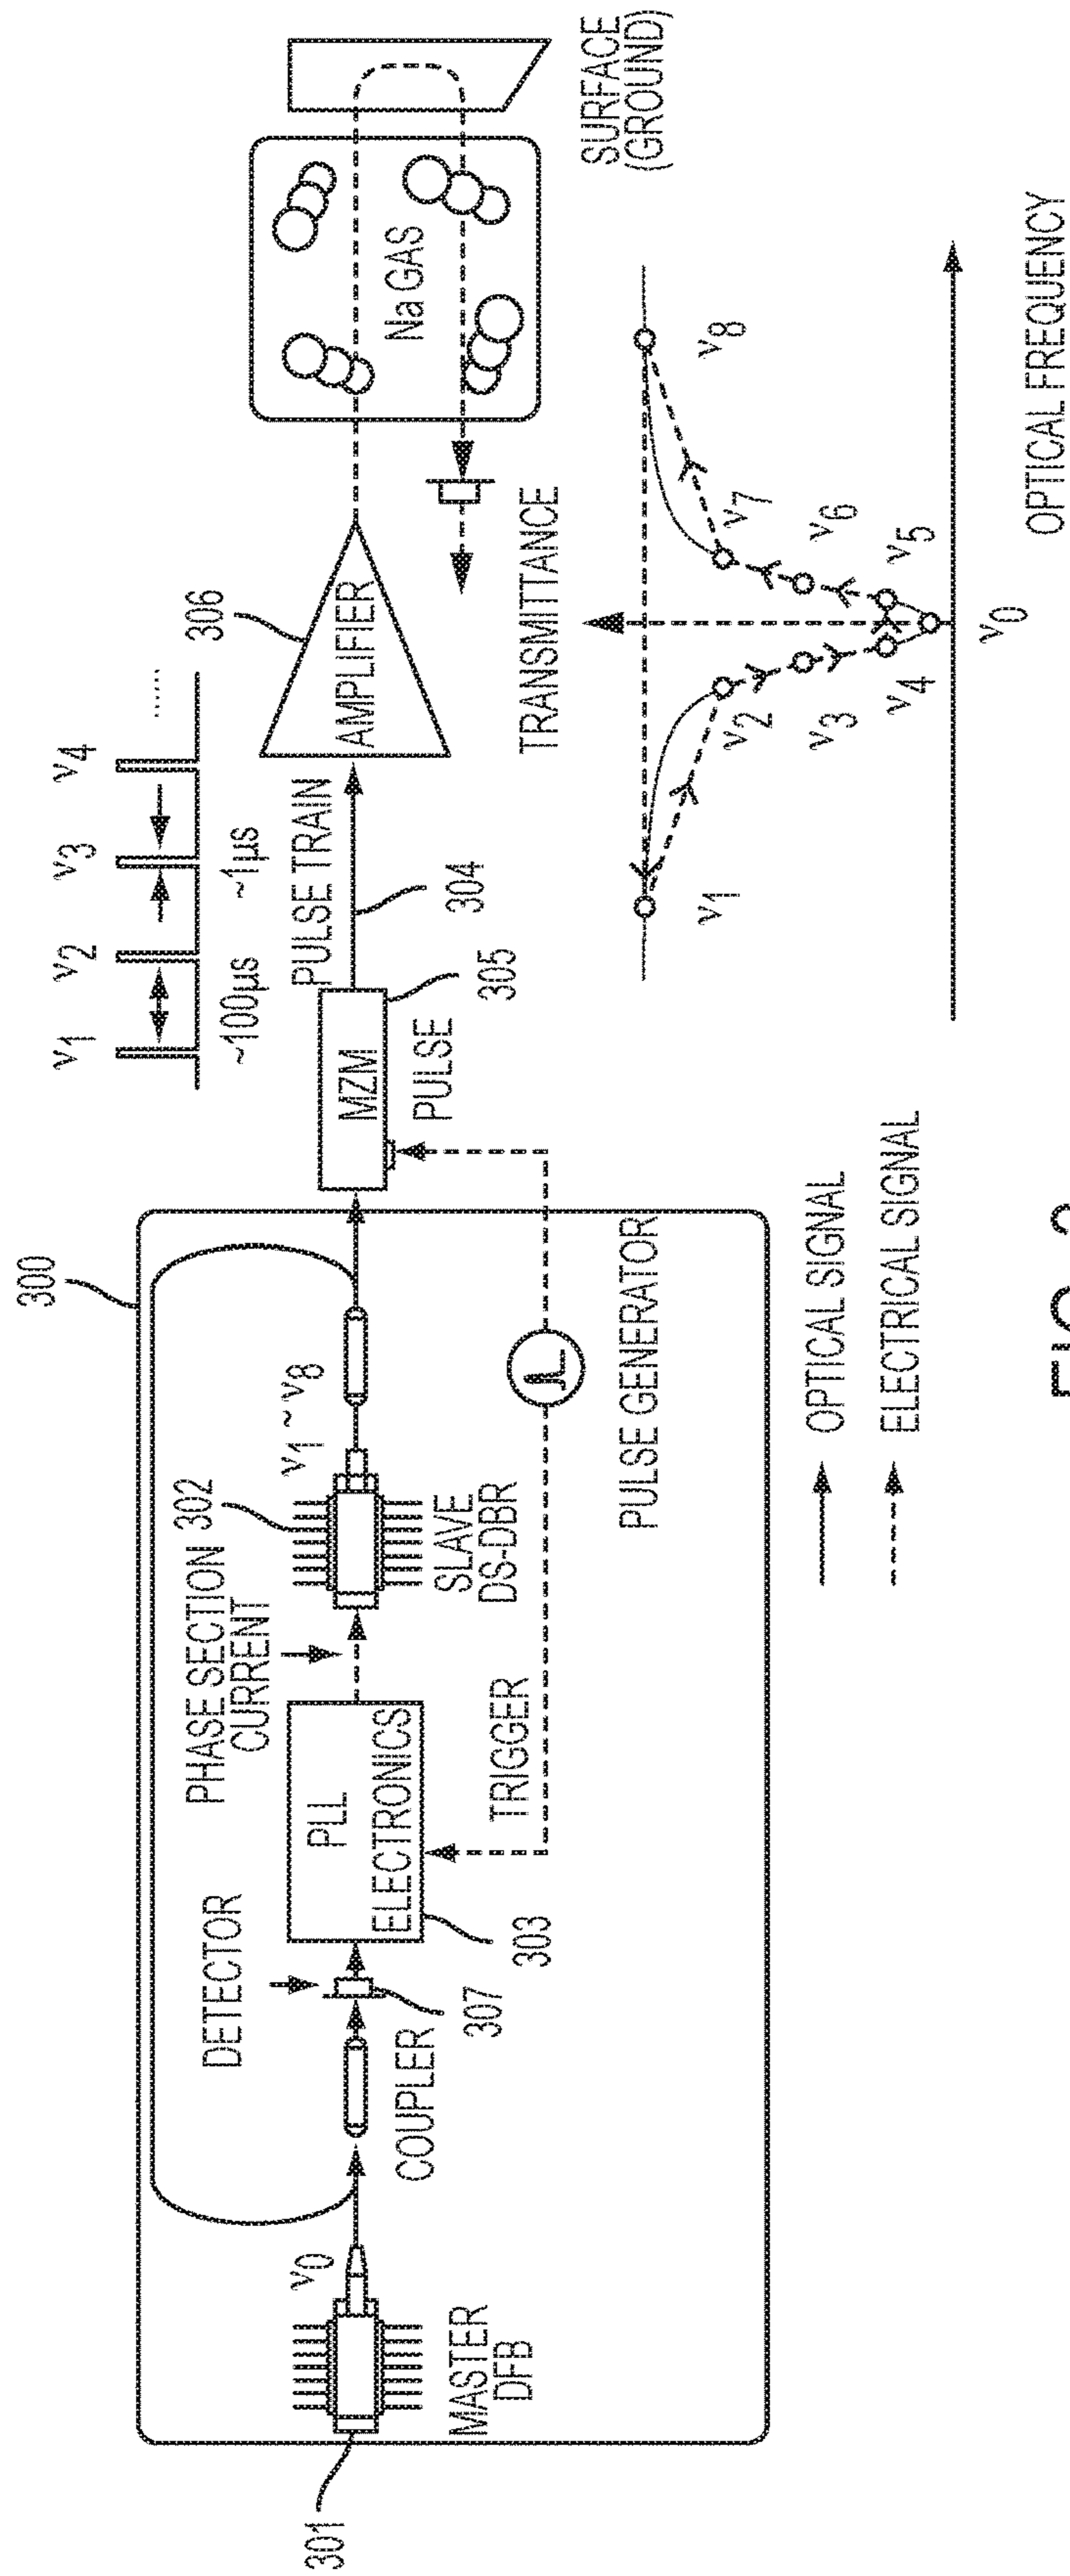 300
301
MASTER
DFB
ν0
COUPLER
DETECTOR
307
PLL
ELECTRONICS
303
PHASE SECTION
CURRENT
302
SLAVE
DS-DBR
ν1 ~ ν8
TRIGGER
PULSE GENERATOR
MZM
305
PULSE
PULSE TRAIN
304
ν1
ν2
ν3
ν4
.....
~100µs
~1µs
AMPLIFIER
306
Na GAS
SURFACE
(GROUND)
TRANSMITTANCE
ν1
ν2
ν3
ν4
ν0
ν5
ν6
ν7
ν8
OPTICAL FREQUENCY
OPTICAL SIGNAL
ELECTRICAL SIGNAL